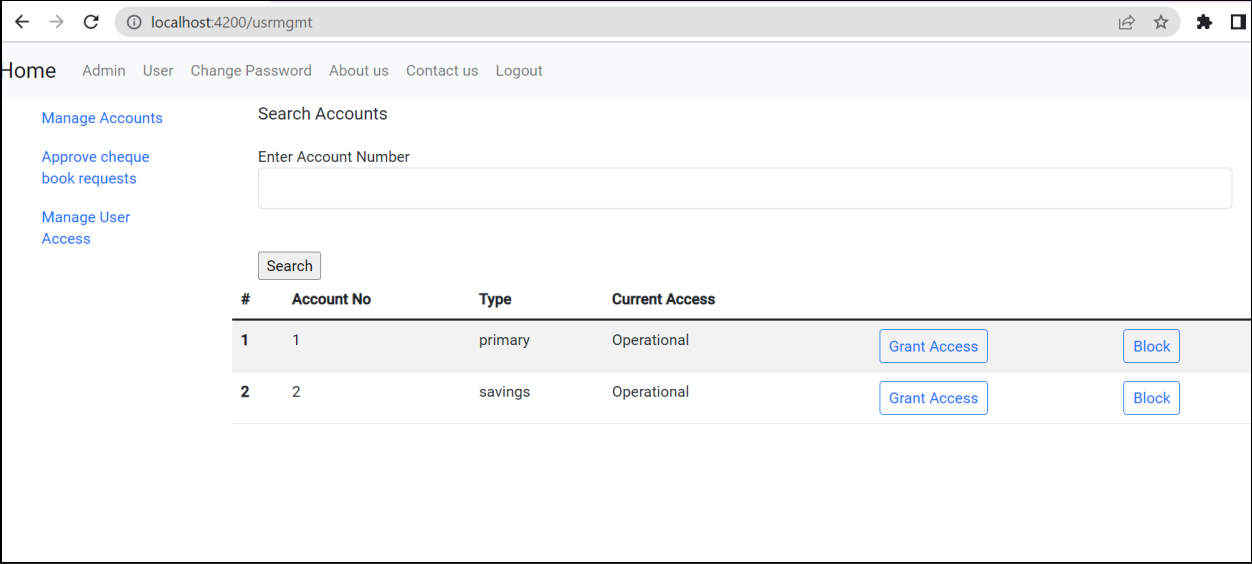 localhost:4200/usrmgmt
Home Admin User Change Password About us Contact us Logout
Manage Accounts
Approve cheque
book requests
Manage User
Access
Search Accounts
Enter Account Number
Search
# Account No Type Current Access
1 1 primary Operational Grant Access Block
2 2 savings Operational Grant Access Block